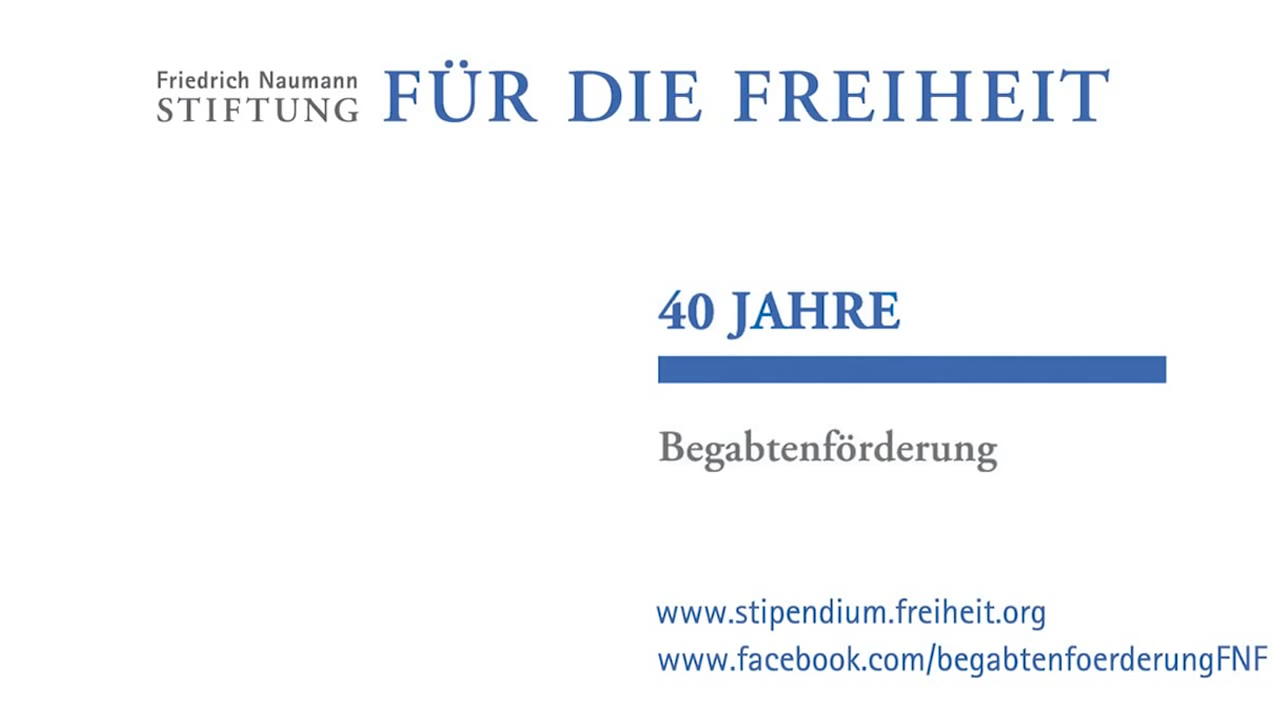 Friedrich Naumann
STIFTUNG FÜR DIE FREIHEIT
40 JAHRE
Begabtenförderung
www.stipendium.freiheit.org
www.facebook.com/begabtenfoerderungFNF